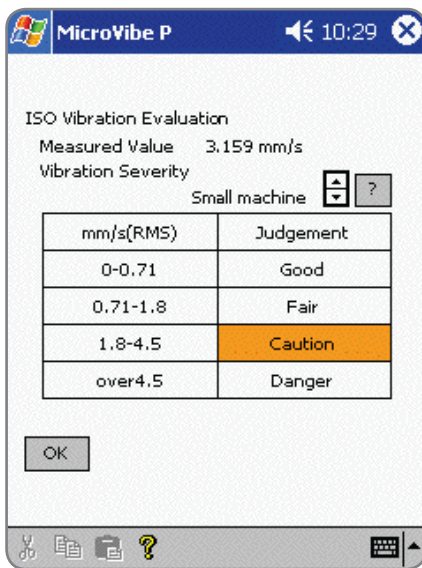 MicroVibe P 10:29
ISO Vibration Evaluation
Measured Value 3.159 mm/s
Vibration Severity
Small machine ?
mm/s(RMS) Judgement
0-0.71 Good
0.71-1.8 Fair
1.8-4.5 Caution
over4.5 Danger
OK
?